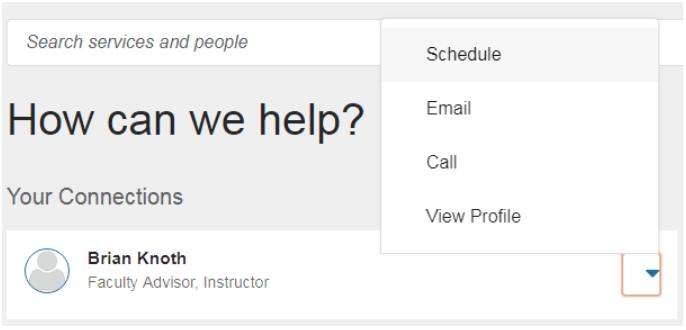 Search services and people
Schedule
How can we help?
Email
Call
Your Connections
View Profile
Brian Knoth
Faculty Advisor, Instructor